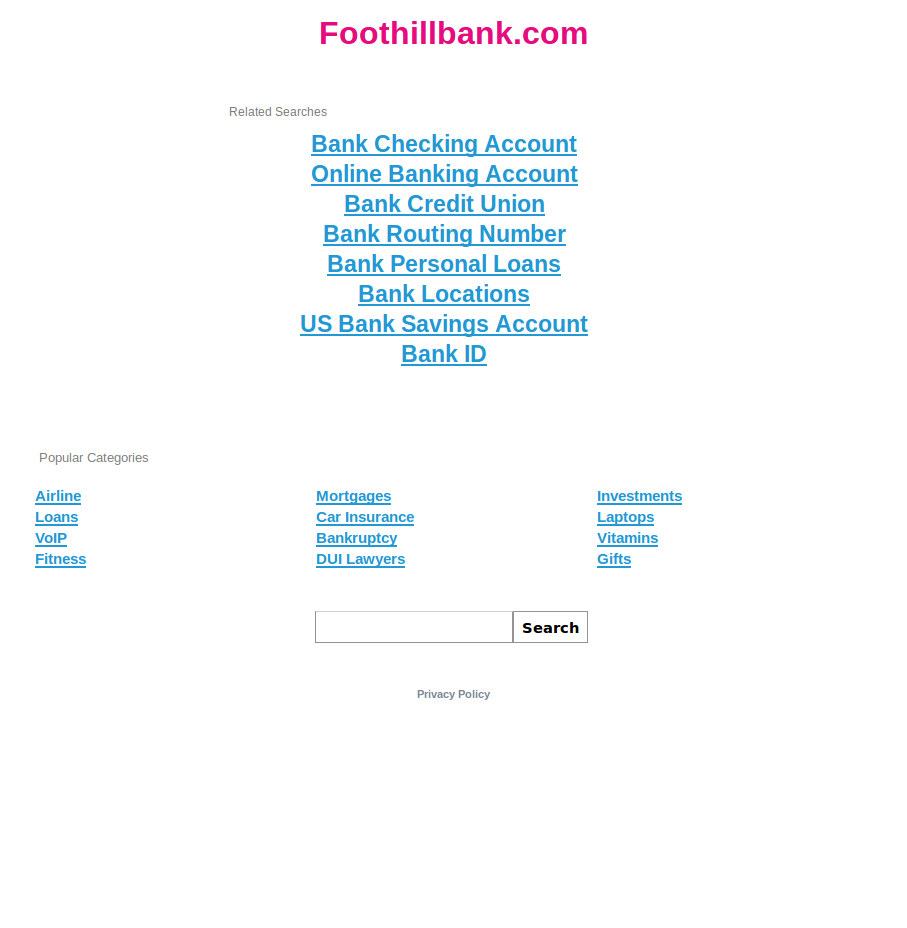 Foothillbank.com
Related Searches
Bank Checking Account
Online Banking Account
Bank Credit Union
Bank Routing Number
Bank Personal Loans
Bank Locations
US Bank Savings Account
Bank ID
Popular Categories
Airline Mortgages Investments
Loans Car Insurance Laptops
VoIP Bankruptcy Vitamins
Fitness DUI Lawyers Gifts
Search
Privacy Policy